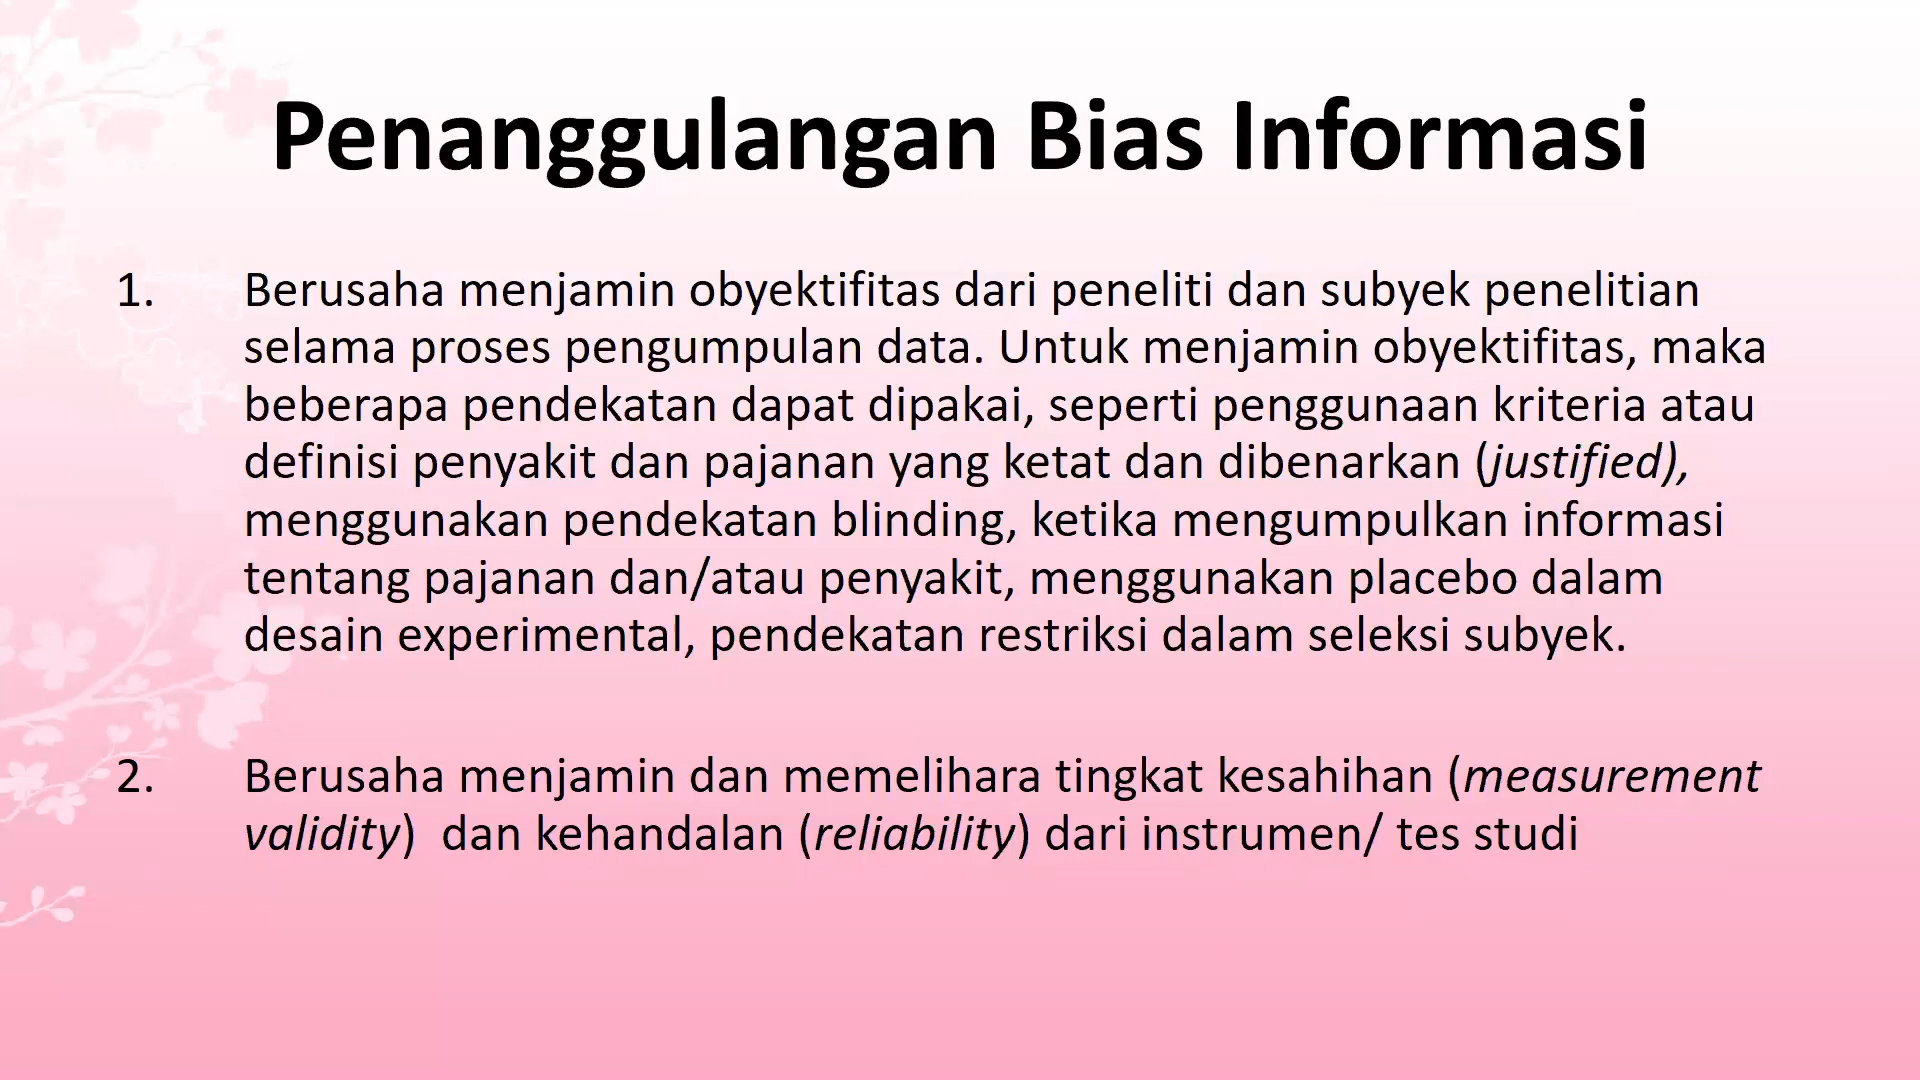 Penanggulangan Bias Informasi
1. Berusaha menjamin obyektifitas dari peneliti dan subyek penelitian
selama proses pengumpulan data. Untuk menjamin obyektifitas, maka
beberapa pendekatan dapat dipakai, seperti penggunaan kriteria atau
definisi penyakit dan pajanan yang ketat dan dibenarkan (justified),
menggunakan pendekatan blinding, ketika mengumpulkan informasi
tentang pajanan dan/atau penyakit, menggunakan placebo dalam
desain experimental, pendekatan restriksi dalam seleksi subyek.
2. Berusaha menjamin dan memelihara tingkat kesahihan (measurement
validity)  dan kehandalan (reliability) dari instrumen/ tes studi